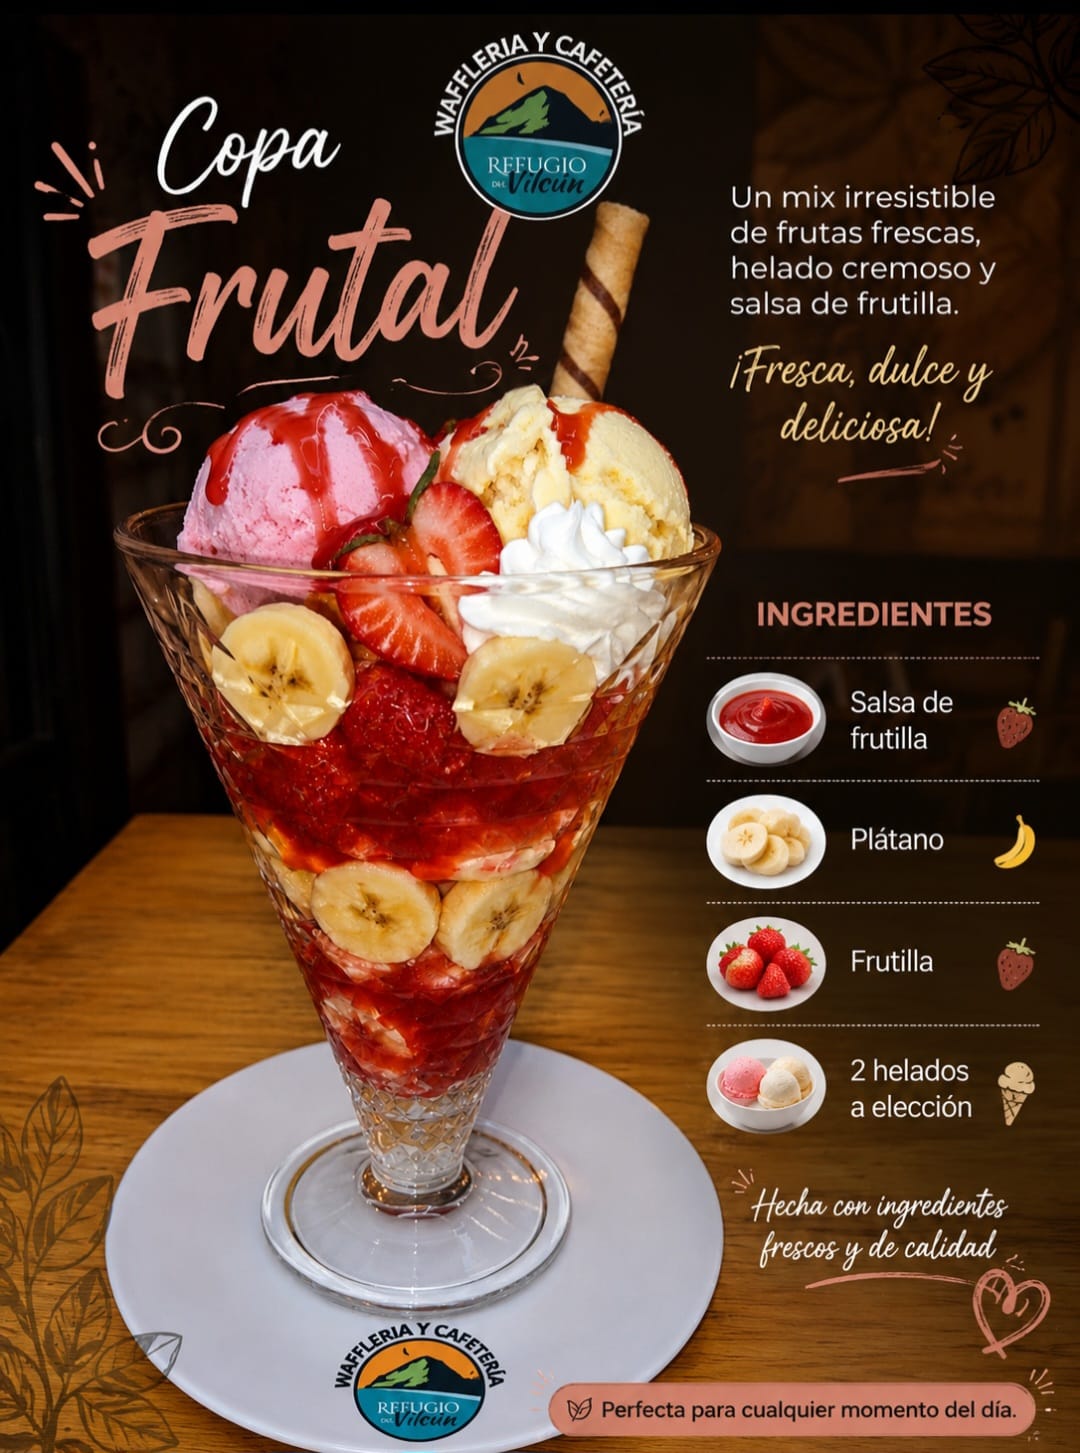 WAFFLERIA Y CAFETERÍA
REFUGIO
DEL Vilcún
Copa
Frutal
Un mix irresistible
de frutas frescas,
helado cremoso y
salsa de frutilla.
¡Fresca, dulce y
deliciosa!
INGREDIENTES
Salsa de
frutilla
Plátano
Frutilla
2 helados
a elección
Hecha con ingredientes
frescos y de calidad
WAFFLERIA Y CAFETERÍA
REFUGIO
DEL Vilcún
Perfecta para cualquier momento del día.